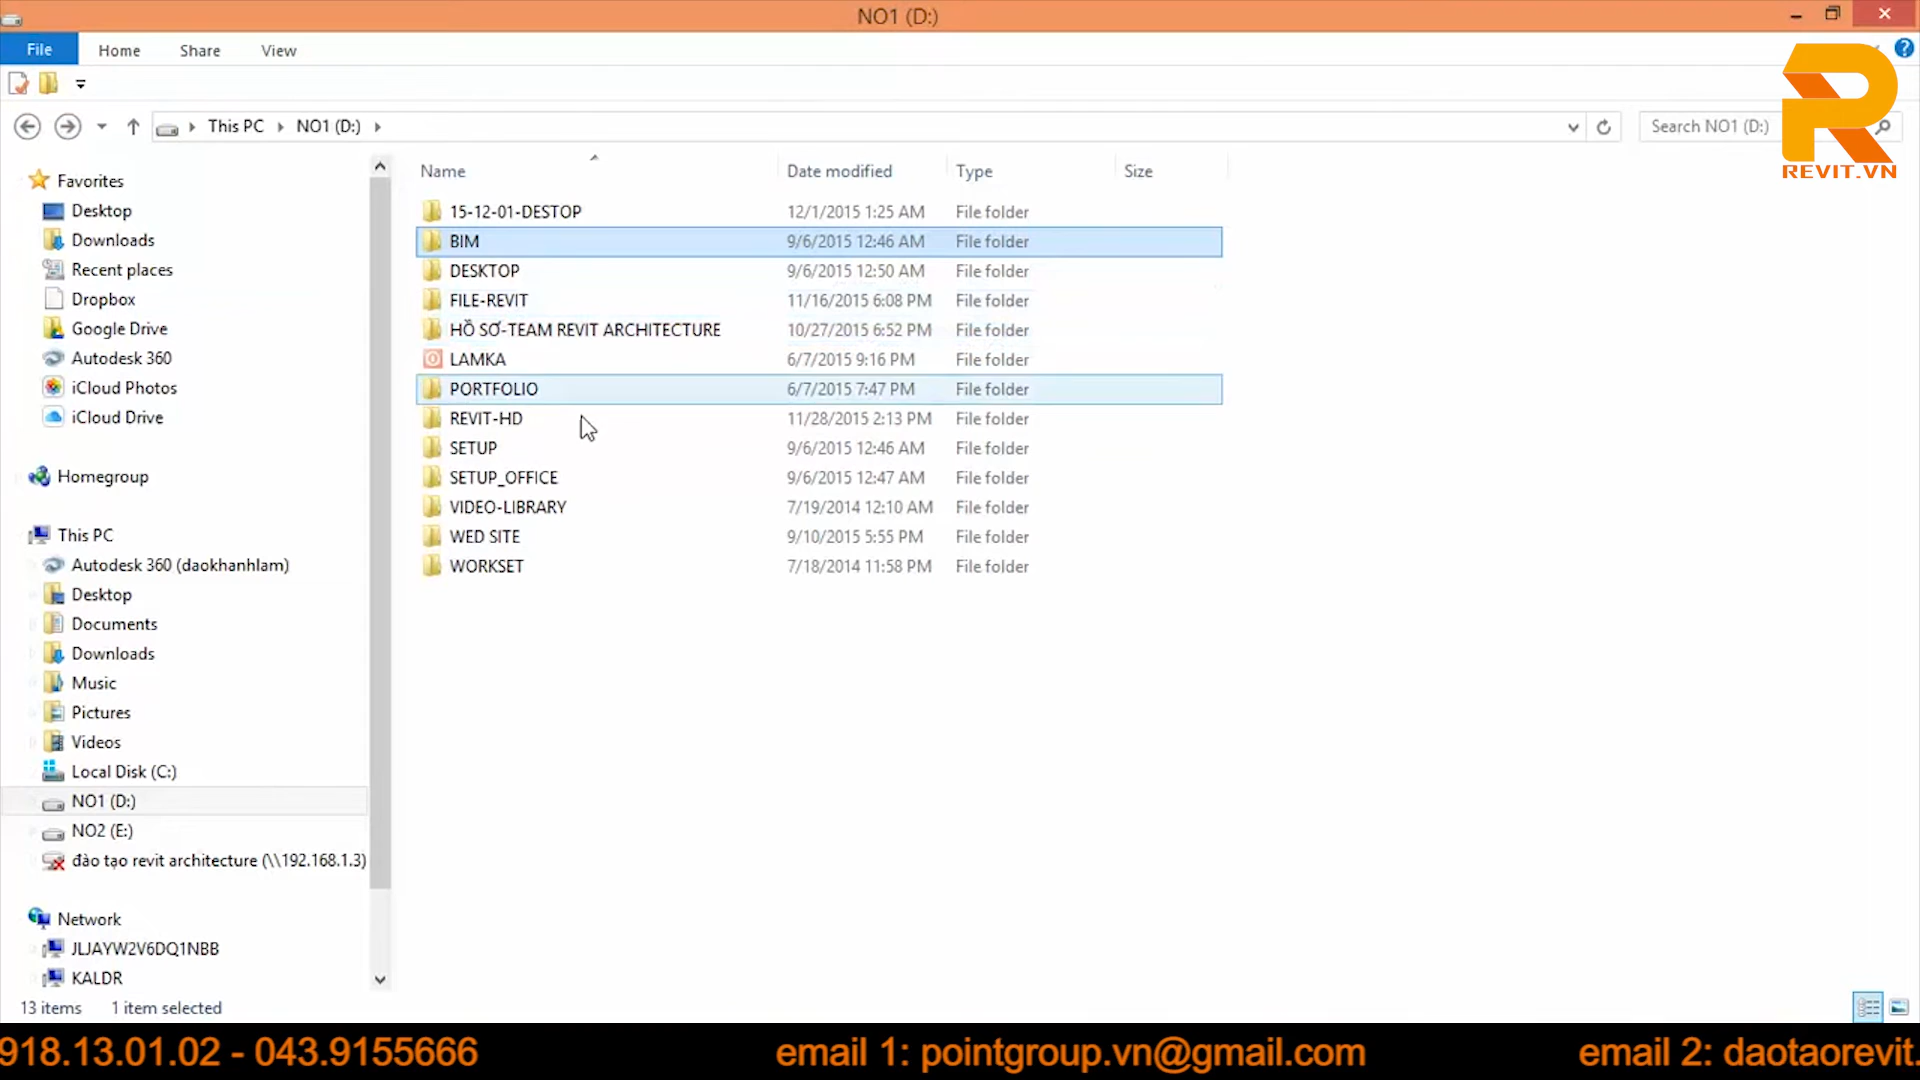 NO1 (D:)
File Home Share View
This PC NO1 (D:) Search NO1 (D:)
REVIT.VN
Name Date modified Type Size
Favorites
Desktop
Downloads
Recent places
Dropbox
Google Drive
Autodesk 360
iCloud Photos
iCloud Drive
Homegroup
This PC
Autodesk 360 (daokhanhlam)
Desktop
Documents
Downloads
Music
Pictures
Videos
Local Disk (C:)
NO1 (D:)
NO2 (E:)
đào tạo revit architecture (\\192.168.1.3)
Network
JLJAYW2V6DQ1NBB
KALDR
15-12-01-DESTOP 12/1/2015 1:25 AM File folder
BIM 9/6/2015 12:46 AM File folder
DESKTOP 9/6/2015 12:50 AM File folder
FILE-REVIT 11/16/2015 6:08 PM File folder
HỒ SƠ-TEAM REVIT ARCHITECTURE 10/27/2015 6:52 PM File folder
LAMKA 6/7/2015 9:16 PM File folder
PORTFOLIO 6/7/2015 7:47 PM File folder
REVIT-HD 11/28/2015 2:13 PM File folder
SETUP 9/6/2015 12:46 AM File folder
SETUP_OFFICE 9/6/2015 12:47 AM File folder
VIDEO-LIBRARY 7/19/2014 12:10 AM File folder
WED SITE 9/10/2015 5:55 PM File folder
WORKSET 7/18/2014 11:58 PM File folder
13 items 1 item selected
918.13.01.02 - 043.9155666 email 1: pointgroup.vn@gmail.com email 2: daotaorevit.